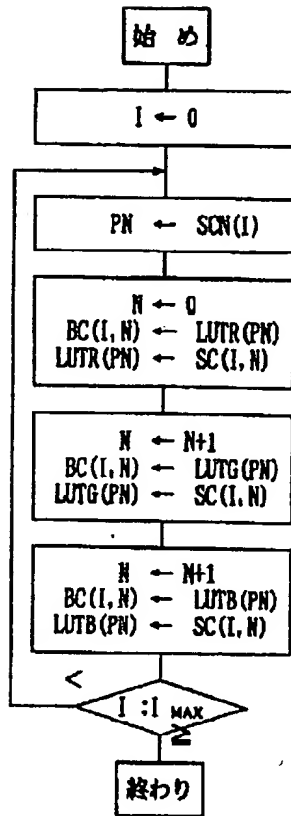 始 め
I ← 0
PN ← SCN(I)
N ← 0
BC(I,N) ← LUTR(PN)
LUTR(PN) ← SC(I,N)
N ← N+1
BC(I,N) ← LUTG(PN)
LUTG(PN) ← SC(I,N)
N ← N+1
BC(I,N) ← LUTB(PN)
LUTB(PN) ← SC(I,N)
<
I :I MAX
≧
終わり